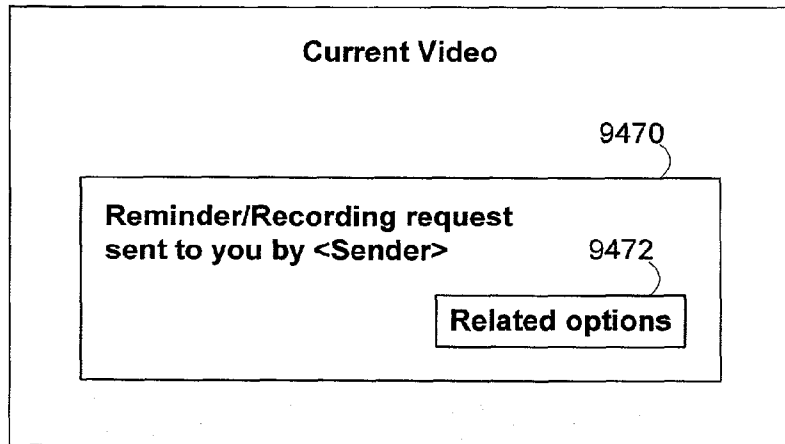 Current Video
9470
Reminder/Recording request
sent to you by <Sender>
9472
Related options